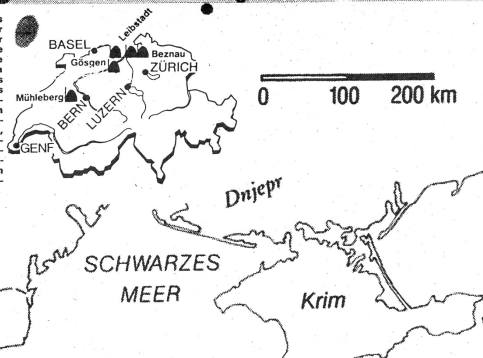 Leibstadt
BASEL
Gösgen
Beznau
ZÜRICH
Mühleberg
BERN
LUZERN
GENF
0 100 200 km
Dnjepr
SCHWARZES
MEER
Krim